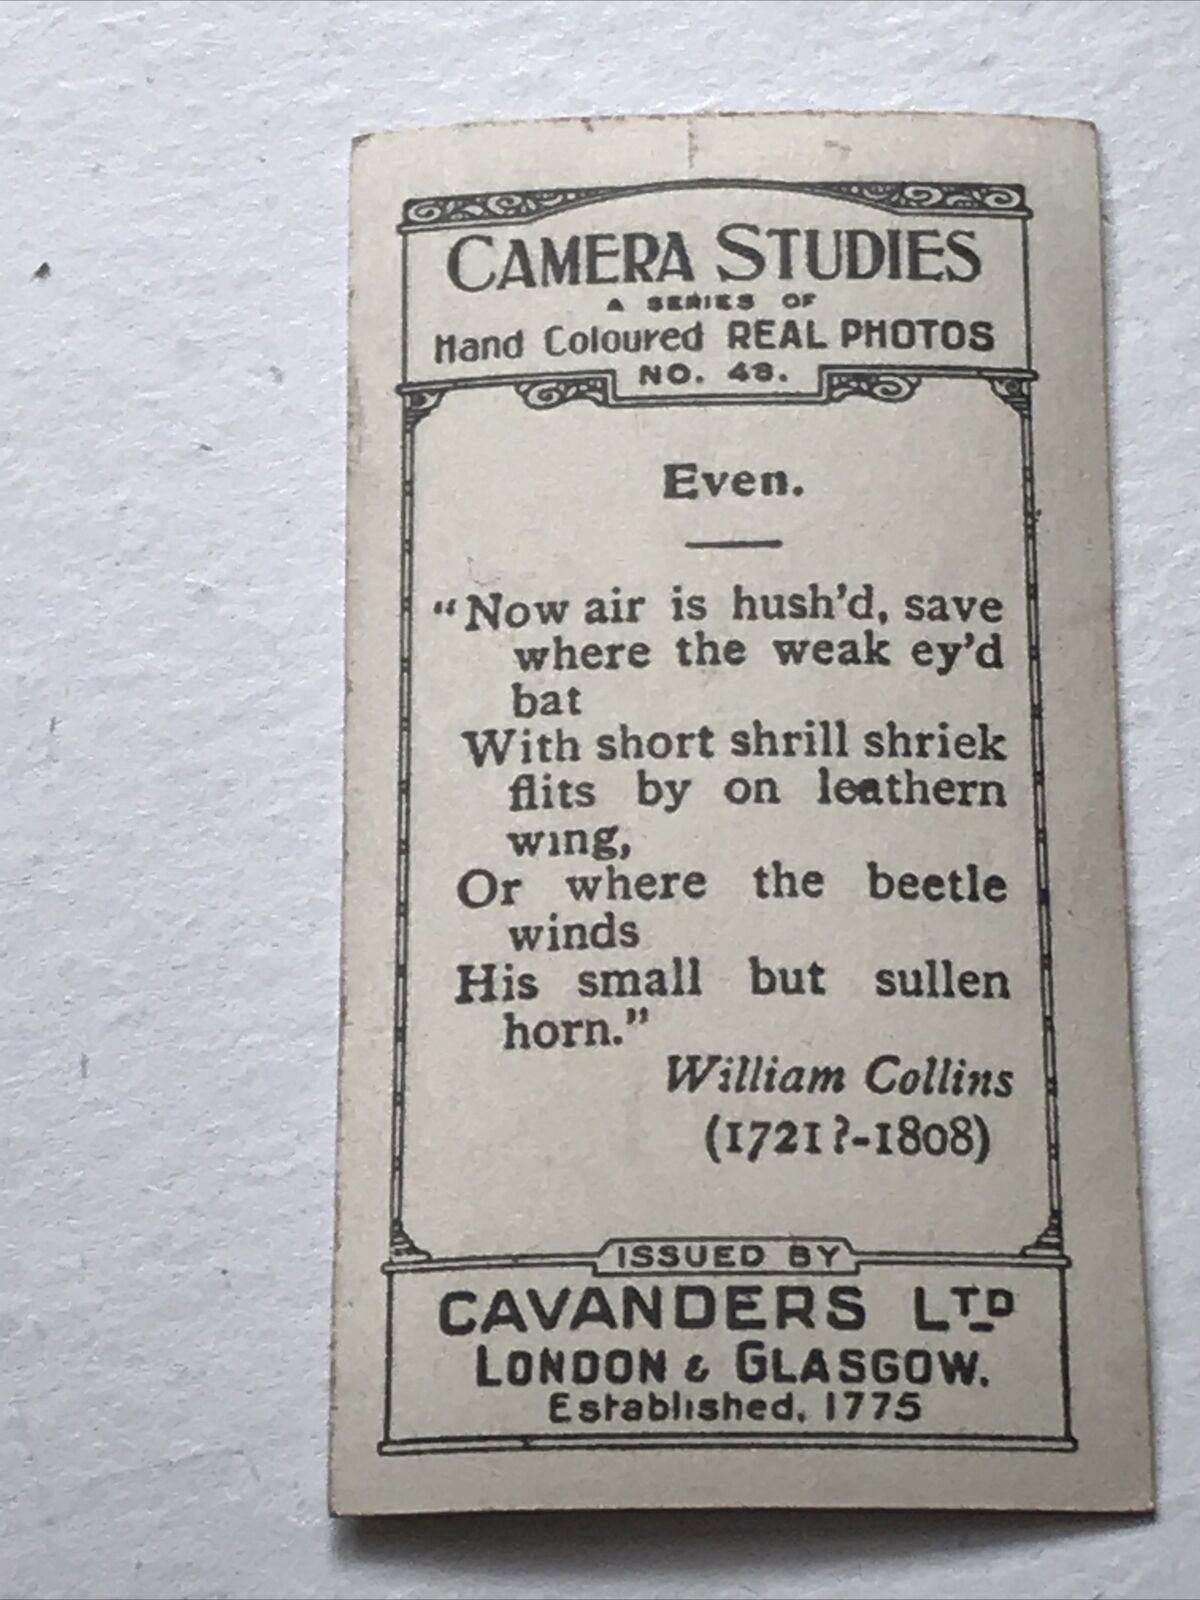 CAMERA STUDIES
A SERIES OF
Hand Coloured REAL PHOTOS
NO. 48.
Even.
“Now air is hush’d, save
where the weak ey’d
bat
With short shrill shriek
flits by on leathern
wing,
Or where the beetle
winds
His small but sullen
horn.”
William Collins
(1721?-1808)
ISSUED BY
CAVANDERS LTD
LONDON & GLASGOW.
Established, 1775